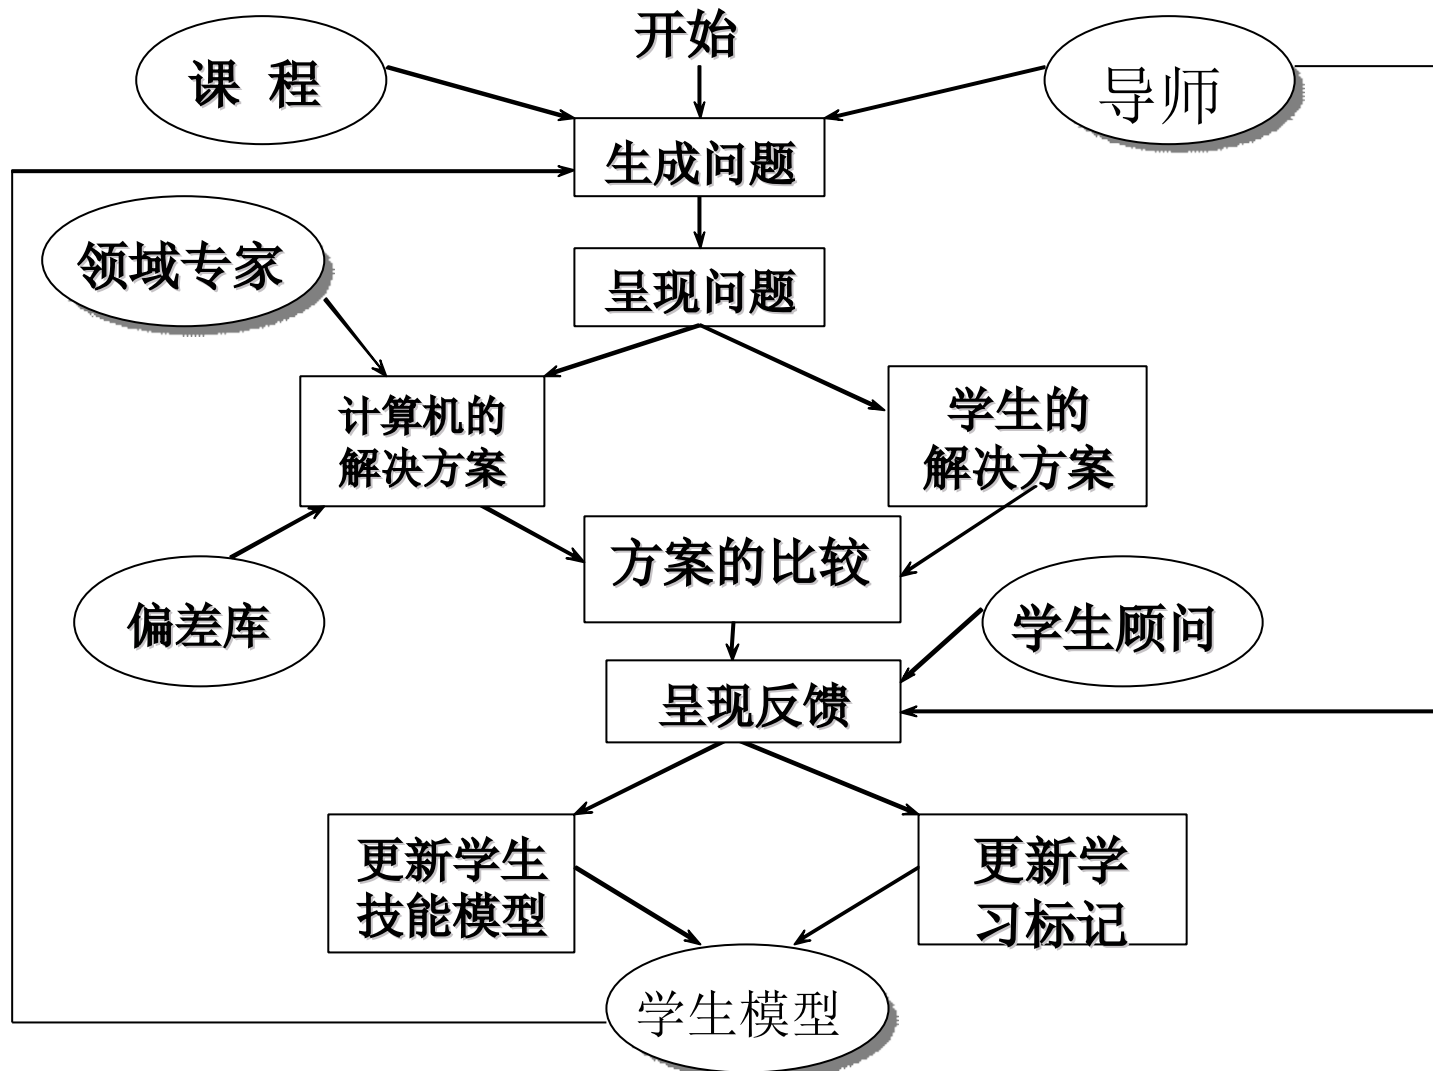 开始
课 程
导师
生成问题
领域专家
呈现问题
计算机的
解决方案
学生的
解决方案
方案的比较
偏差库
学生顾问
呈现反馈
更新学生
技能模型
更新学
习标记
学生模型